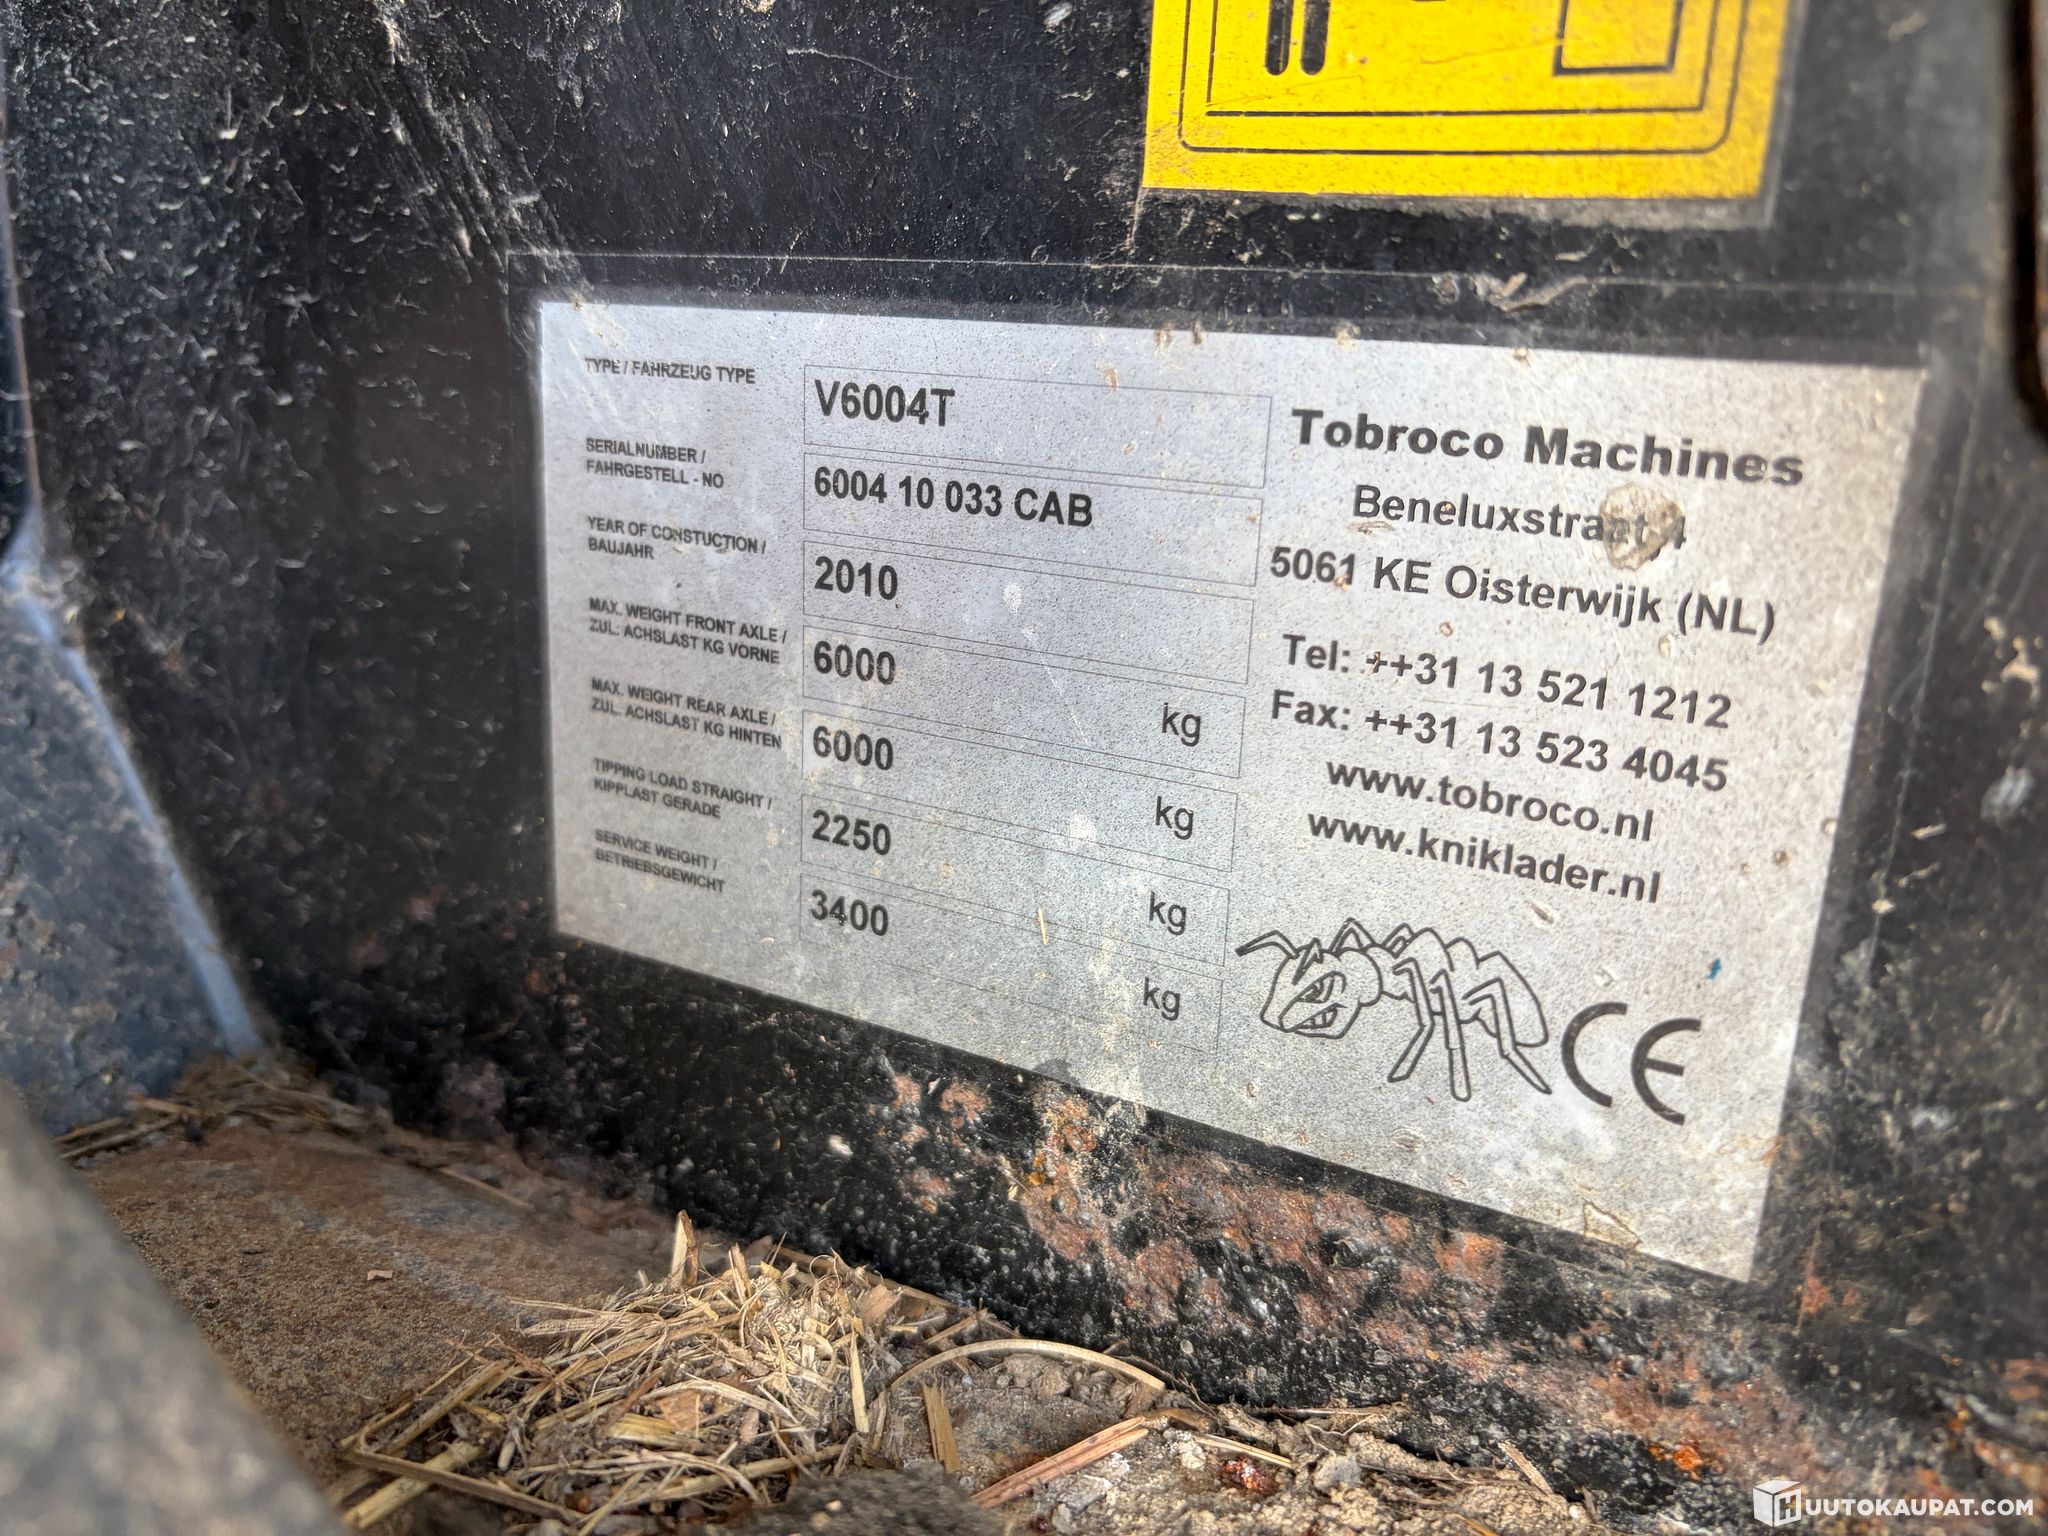 TYPE / FAHRZEUG TYPE
V6004T
SERIALNUMBER /
FAHRGESTELL - NO
6004 10 033 CAB
YEAR OF CONSTUCTION /
BAUJAHR
2010
MAX. WEIGHT FRONT AXLE /
ZUL. ACHSLAST KG VORNE
6000 kg
MAX. WEIGHT REAR AXLE /
ZUL. ACHSLAST KG HINTEN
6000 kg
TIPPING LOAD STRAIGHT /
KIPPLAST GERADE
2250 kg
SERVICE WEIGHT /
BETRIEBSGEWICHT
3400 kg
Tobroco Machines
5061 KE Oisterwijk (NL)
Tel: ++31 13 521 1212
Fax: ++31 13 523 4045
www.tobroco.nl
www.kniklader.nl
CE
HUUTOKAUPAT.COM